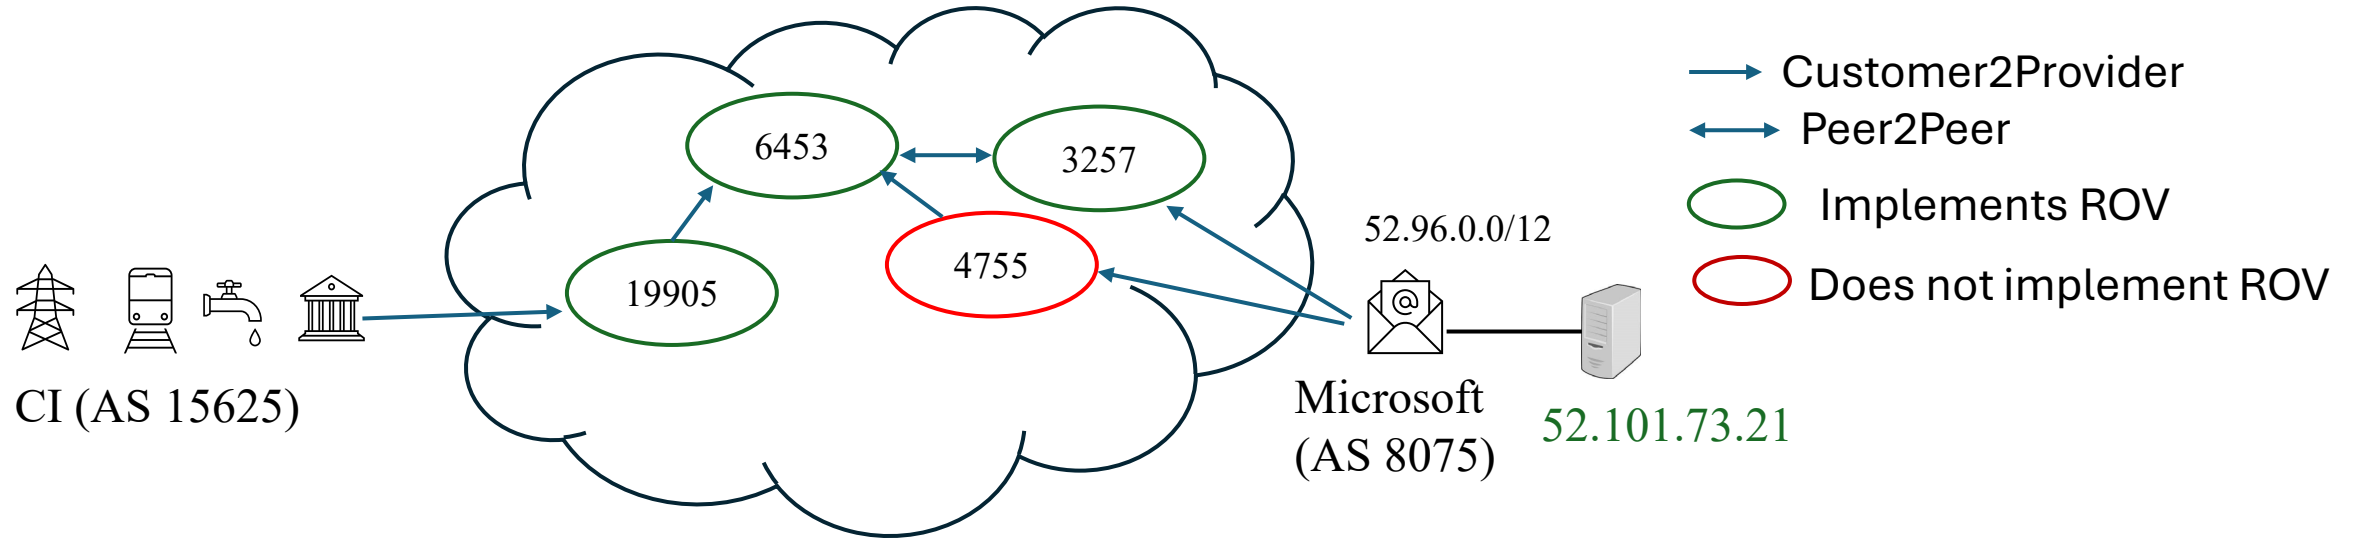 6453
3257
4755
19905
CI (AS 15625)
52.96.0.0/12
@
Microsoft
(AS 8075)
52.101.73.21
Customer2Provider
Peer2Peer
Implements ROV
Does not implement ROV